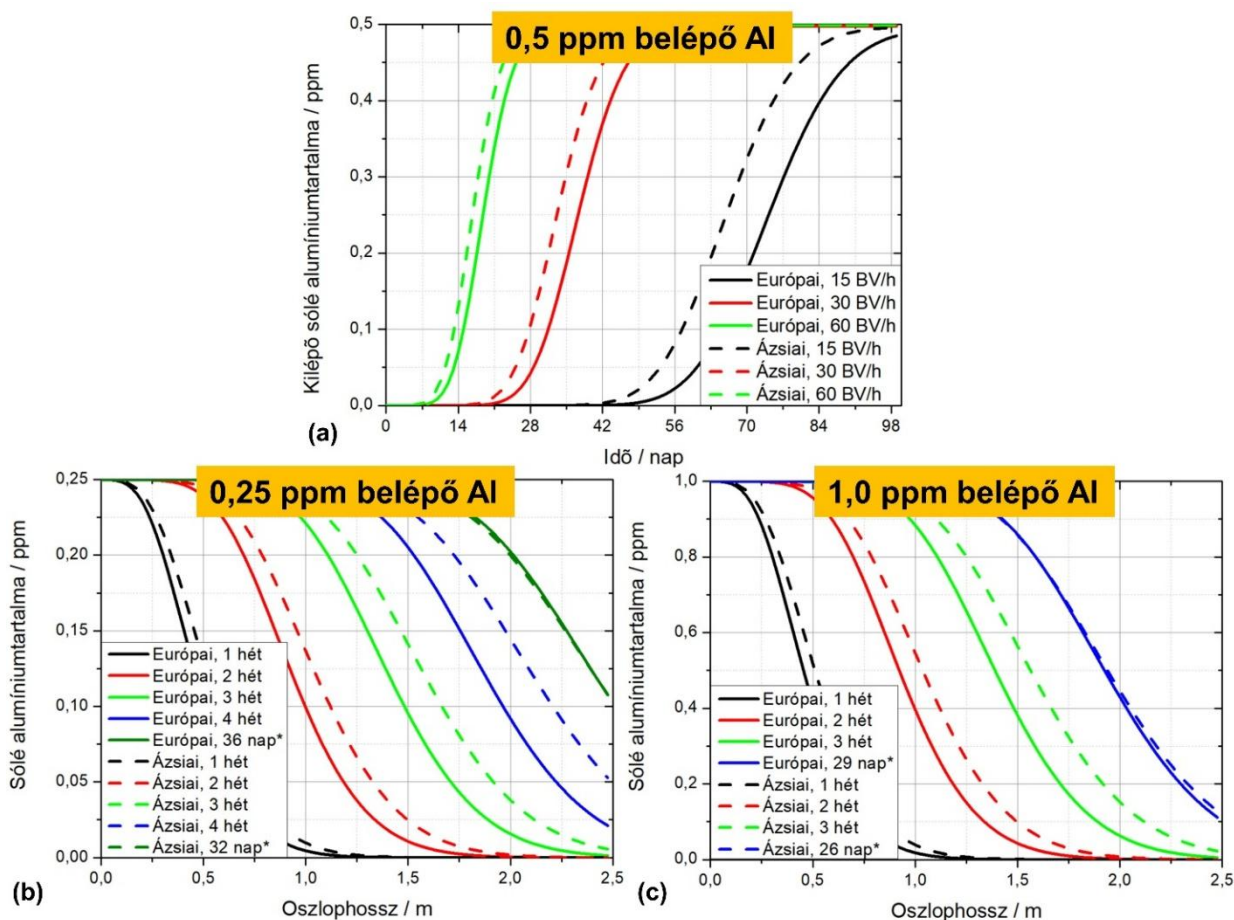 0,5 ppm belépő Al
Kilépő sólé alumíniumtartalma / ppm
0,5
0,4
0,3
0,2
0,1
0,0
Európai, 15 BV/h
Európai, 30 BV/h
Európai, 60 BV/h
Ázsiai, 15 BV/h
Ázsiai, 30 BV/h
Ázsiai, 60 BV/h
0 14 28 42 56 70 84 98
(a)
Idő / nap
0,25 ppm belépő Al
Sólé alumíniumtartalma / ppm
0,25
0,20
0,15
0,10
0,05
0,00
Európai, 1 hét
Európai, 2 hét
Európai, 3 hét
Európai, 4 hét
Európai, 36 nap*
Ázsiai, 1 hét
Ázsiai, 2 hét
Ázsiai, 3 hét
Ázsiai, 4 hét
Ázsiai, 32 nap*
0,0 0,5 1,0 1,5 2,0 2,5
(b)
Oszlophossz / m
1,0 ppm belépő Al
Sólé alumíniumtartalma / ppm
1,0
0,8
0,6
0,4
0,2
0,0
Európai, 1 hét
Európai, 2 hét
Európai, 3 hét
Európai, 29 nap*
Ázsiai, 1 hét
Ázsiai, 2 hét
Ázsiai, 3 hét
Ázsiai, 26 nap*
0,0 0,5 1,0 1,5 2,0 2,5
(c)
Oszlophossz / m